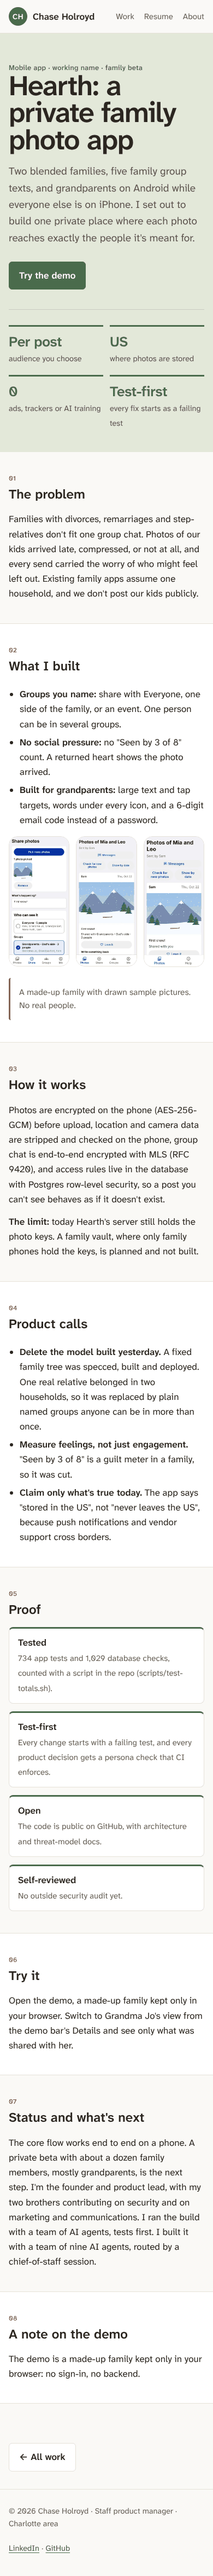 CH Chase Holroyd Work Resume About
Mobile app · working name · family beta
Hearth: a
private family
photo app
Two blended families, five family group
texts, and grandparents on Android while
everyone else is on iPhone. I set out to
build one private place where each photo
reaches exactly the people it's meant for.
Try the demo
Per post
audience you choose
US
where photos are stored
0
ads, trackers or AI training
Test-first
every fix starts as a failing
test
01
The problem
Families with divorces, remarriages and step-
relatives don't fit one group chat. Photos of our
kids arrived late, compressed, or not at all, and
every send carried the worry of who might feel
left out. Existing family apps assume one
household, and we don't post our kids publicly.
02
What I built
• Groups you name: share with Everyone, one
side of the family, or an event. One person
can be in several groups.
• No social pressure: no "Seen by 3 of 8"
count. A returned heart shows the photo
arrived.
• Built for grandparents: large text and tap
targets, words under every icon, and a 6-digit
email code instead of a password.
Share photos
Photos of Mia and Leo
Photos of Mia and
Leo
Who can see it
A made-up family with drawn sample pictures.
No real people.
03
How it works
Photos are encrypted on the phone (AES-256-
GCM) before upload, location and camera data
are stripped and checked on the phone, group
chat is end-to-end encrypted with MLS (RFC
9420), and access rules live in the database
with Postgres row-level security, so a post you
can't see behaves as if it doesn't exist.
The limit: today Hearth's server still holds the
photo keys. A family vault, where only family
phones hold the keys, is planned and not built.
04
Product calls
• Delete the model built yesterday. A fixed
family tree was specced, built and deployed.
One real relative belonged in two
households, so it was replaced by plain
named groups anyone can be in more than
once.
• Measure feelings, not just engagement.
"Seen by 3 of 8" is a guilt meter in a family,
so it was cut.
• Claim only what's true today. The app says
"stored in the US", not "never leaves the US",
because push notifications and vendor
support cross borders.
05
Proof
Tested
734 app tests and 1,029 database checks,
counted with a script in the repo (scripts/test-
totals.sh).
Test-first
Every change starts with a failing test, and every
product decision gets a persona check that CI
enforces.
Open
The code is public on GitHub, with architecture
and threat-model docs.
Self-reviewed
No outside security audit yet.
06
Try it
Open the demo, a made-up family kept only in
your browser. Switch to Grandma Jo's view from
the demo bar's Details and see only what was
shared with her.
07
Status and what's next
The core flow works end to end on a phone. A
private beta with about a dozen family
members, mostly grandparents, is the next
step. I'm the founder and product lead, with my
two brothers contributing on security and on
marketing and communications. I ran the build
with a team of AI agents, tests first. I built it
with a team of nine AI agents, routed by a
chief-of-staff session.
08
A note on the demo
The demo is a made-up family kept only in your
browser: no sign-in, no backend.
← All work
© 2026 Chase Holroyd · Staff product manager ·
Charlotte area
LinkedIn · GitHub